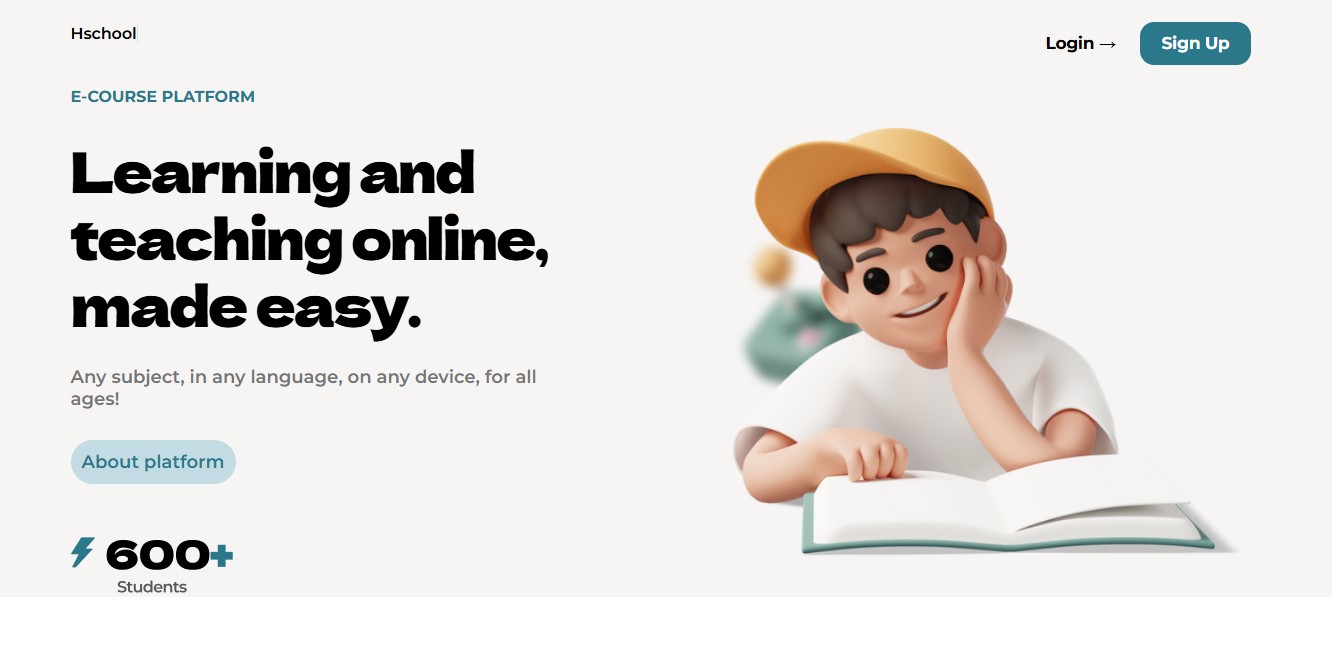 Hschool
Login →
Sign Up
E-COURSE PLATFORM
Learning and
teaching online,
made easy.
Any subject, in any language, on any device, for all
ages!
About platform
600+
Students